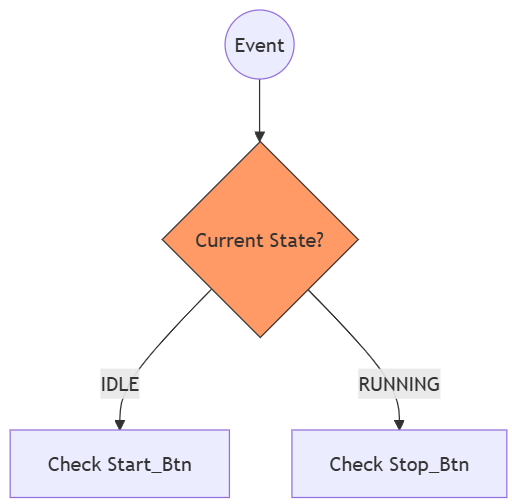 Event
Current State?
IDLE
RUNNING
Check Start_Btn
Check Stop_Btn